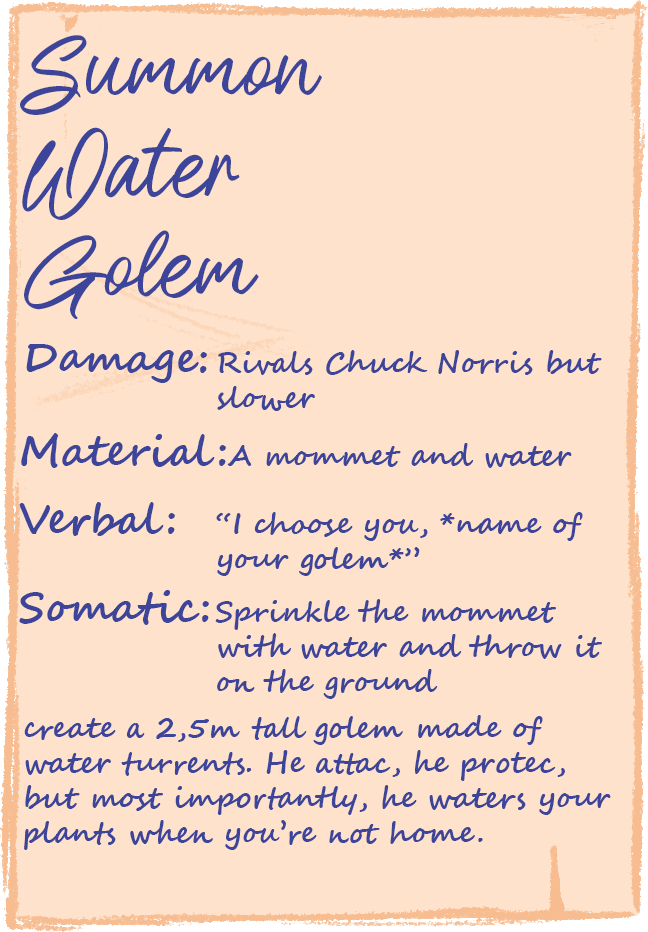 Summon
Water
Golem
Damage: Rivals Chuck Norris but
slower
Material: A mommet and water
Verbal: “I choose you, *name of
your golem*”
Somatic: Sprinkle the mommet
with water and throw it
on the ground
create a 2,5m tall golem made of
water turrents. He attac, he protec,
but most importantly, he waters your
plants when you’re not home.